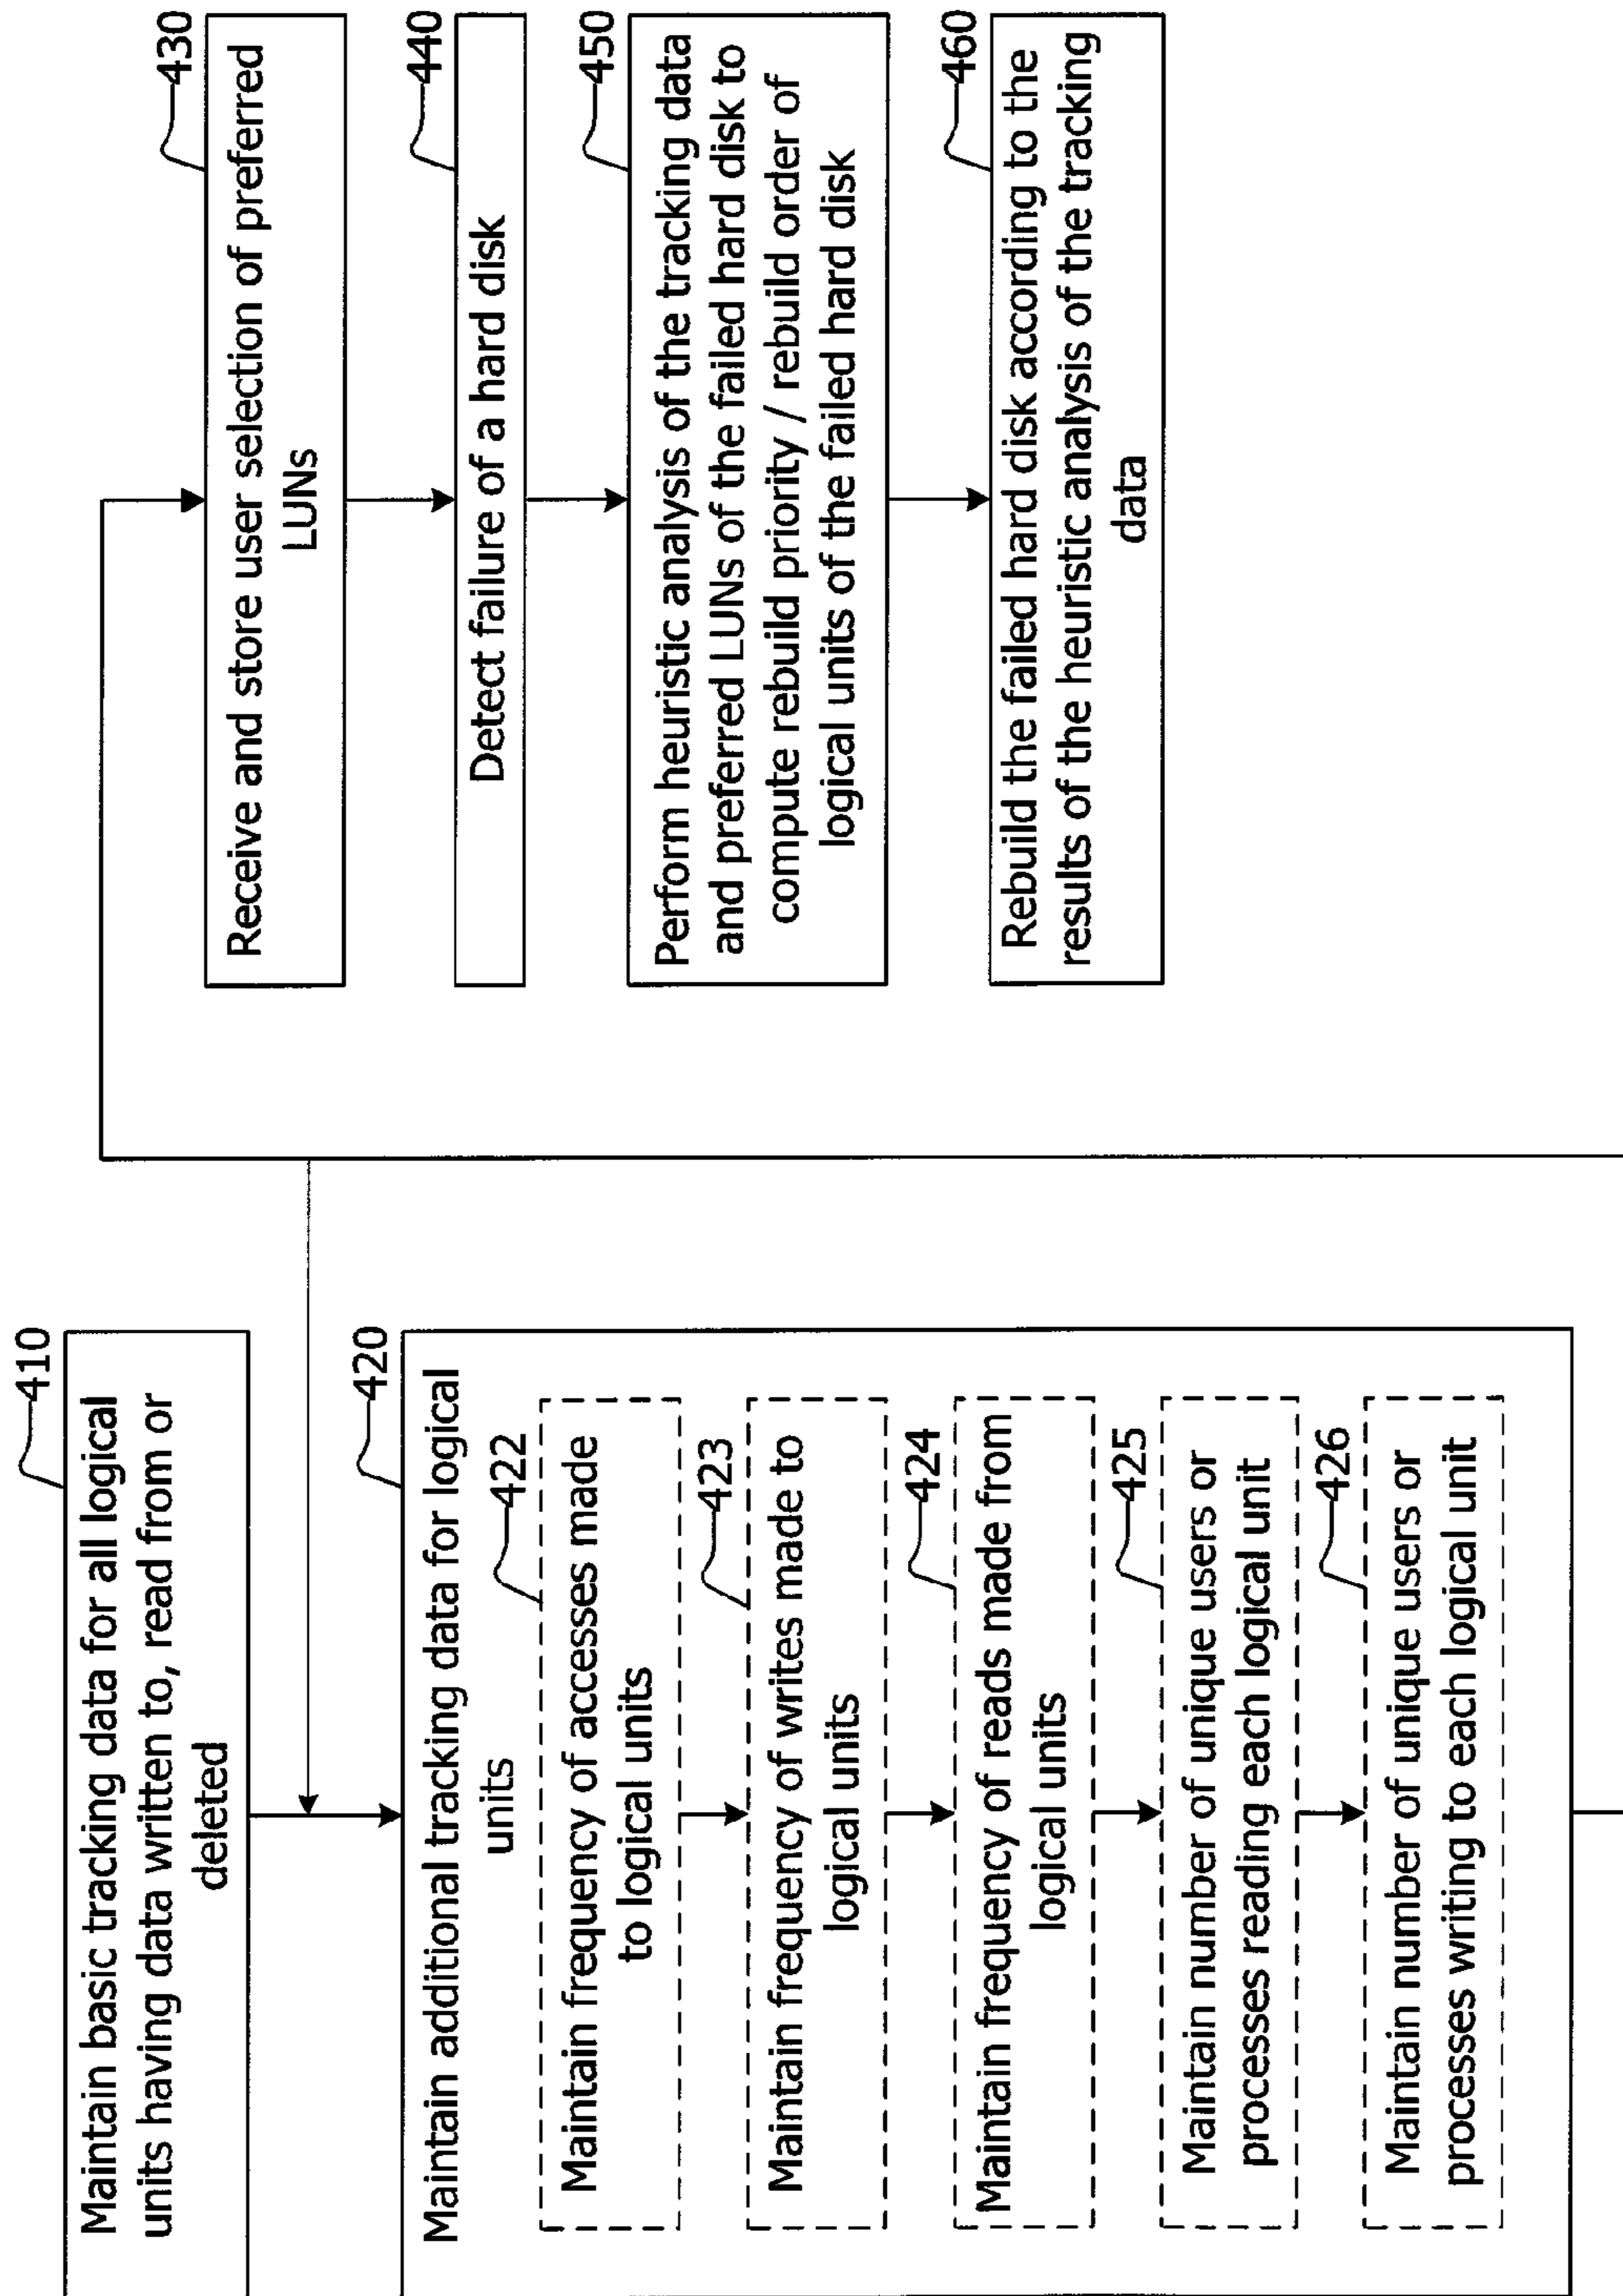 410
Maintain basic tracking data for all logical
units having data written to, read from or
deleted
420
Maintain additional tracking data for logical
units
422
Maintain frequency of accesses made
to logical units
423
Maintain frequency of writes made to
logical units
424
Maintain frequency of reads made from
logical units
425
Maintain number of unique users or
processes reading each logical unit
426
Maintain number of unique users or
processes writing to each logical unit
430
Receive and store user selection of preferred
LUNs
440
Detect failure of a hard disk
450
Perform heuristic analysis of the tracking data
and preferred LUNs of the failed hard disk to
compute rebuild priority / rebuild order of
logical units of the failed hard disk
460
Rebuild the failed hard disk according to the
results of the heuristic analysis of the tracking
data